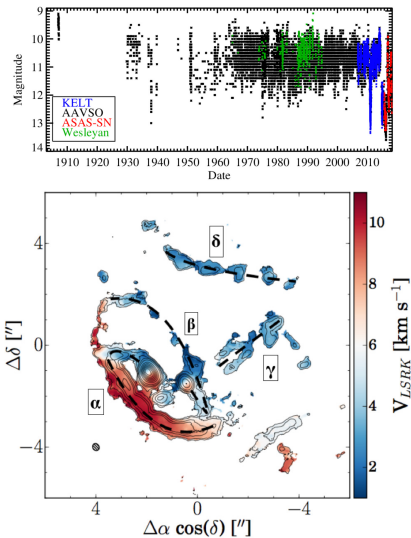 9
10
11
12
13
14
Magnitude
KELT
AAVSO
ASAS-SN
Wesleyan
1910 1920 1930 1940 1950 1960 1970 1980 1990 2000 2010
Date
δ
β
γ
α
4
0
−4
Δδ ["]
4 0 −4
Δα cos(δ) ["]
10
8
6
4
2
V_LSRK [km s⁻¹]